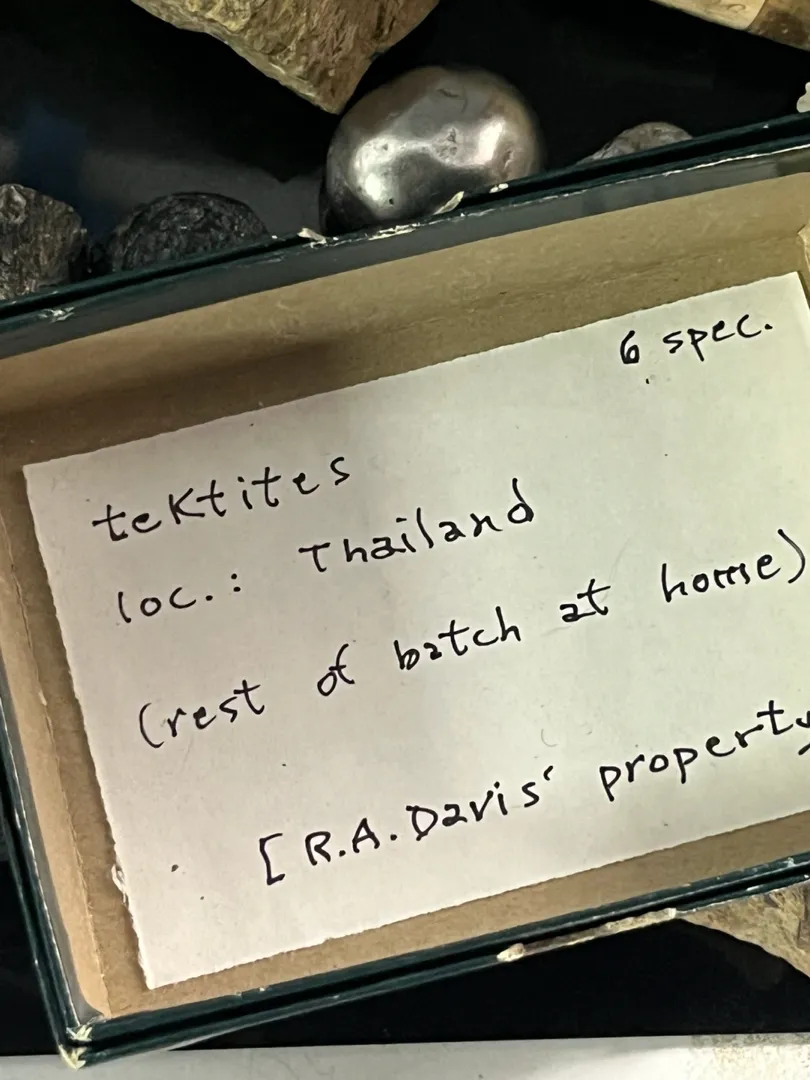 6 spec.
tektites
loc.: Thailand
(rest of batch at home)
[R.A. Davis' property